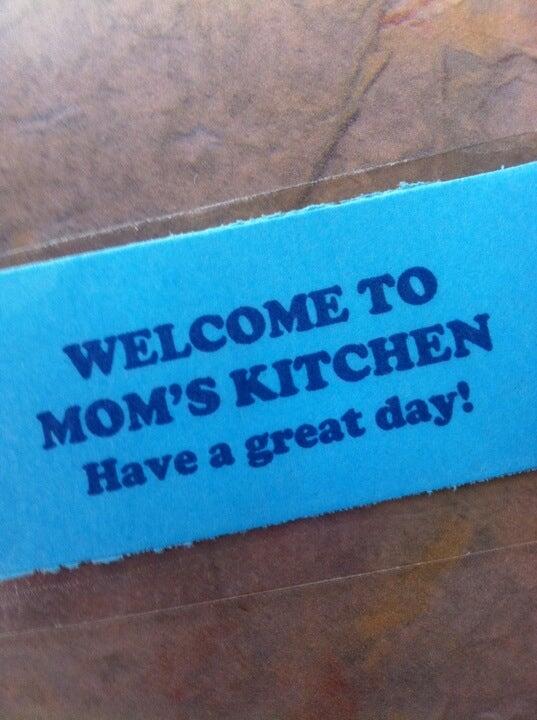 WELCOME TO
MOM'S KITCHEN
Have a great day!